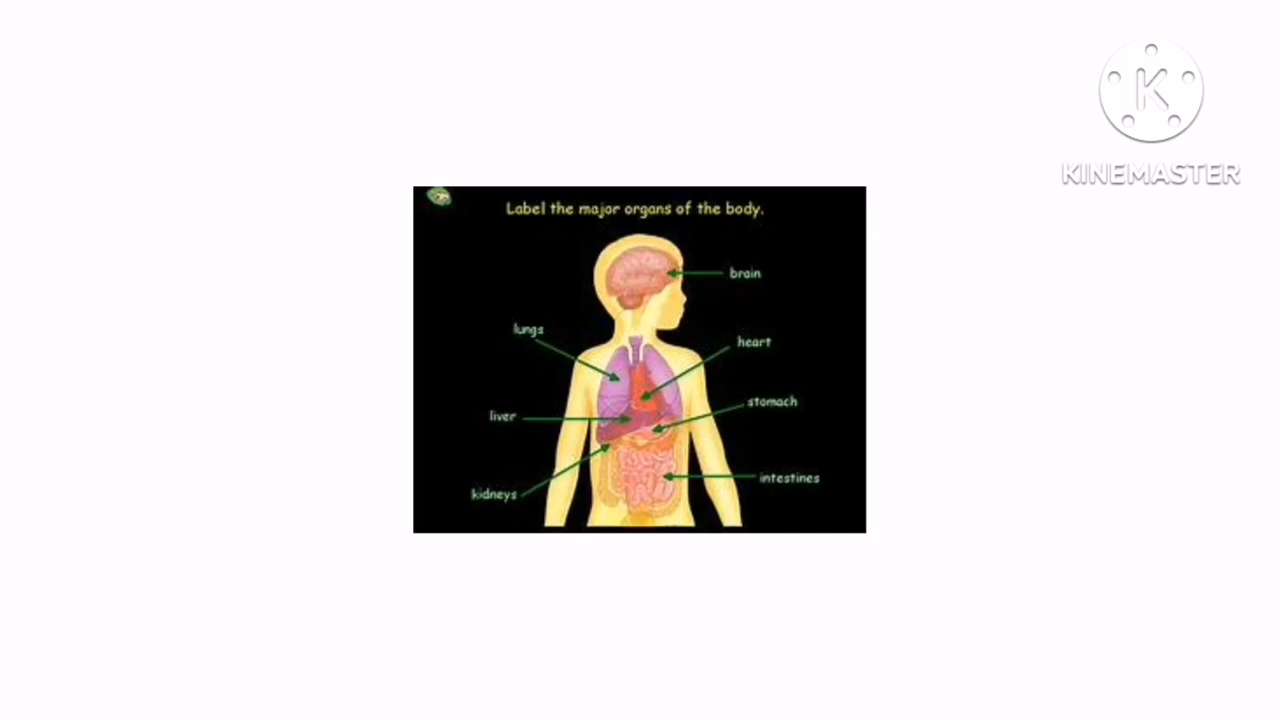 KINEMASTER
Label the major organs of the body.
brain
lungs
heart
stomach
liver
intestines
kidneys